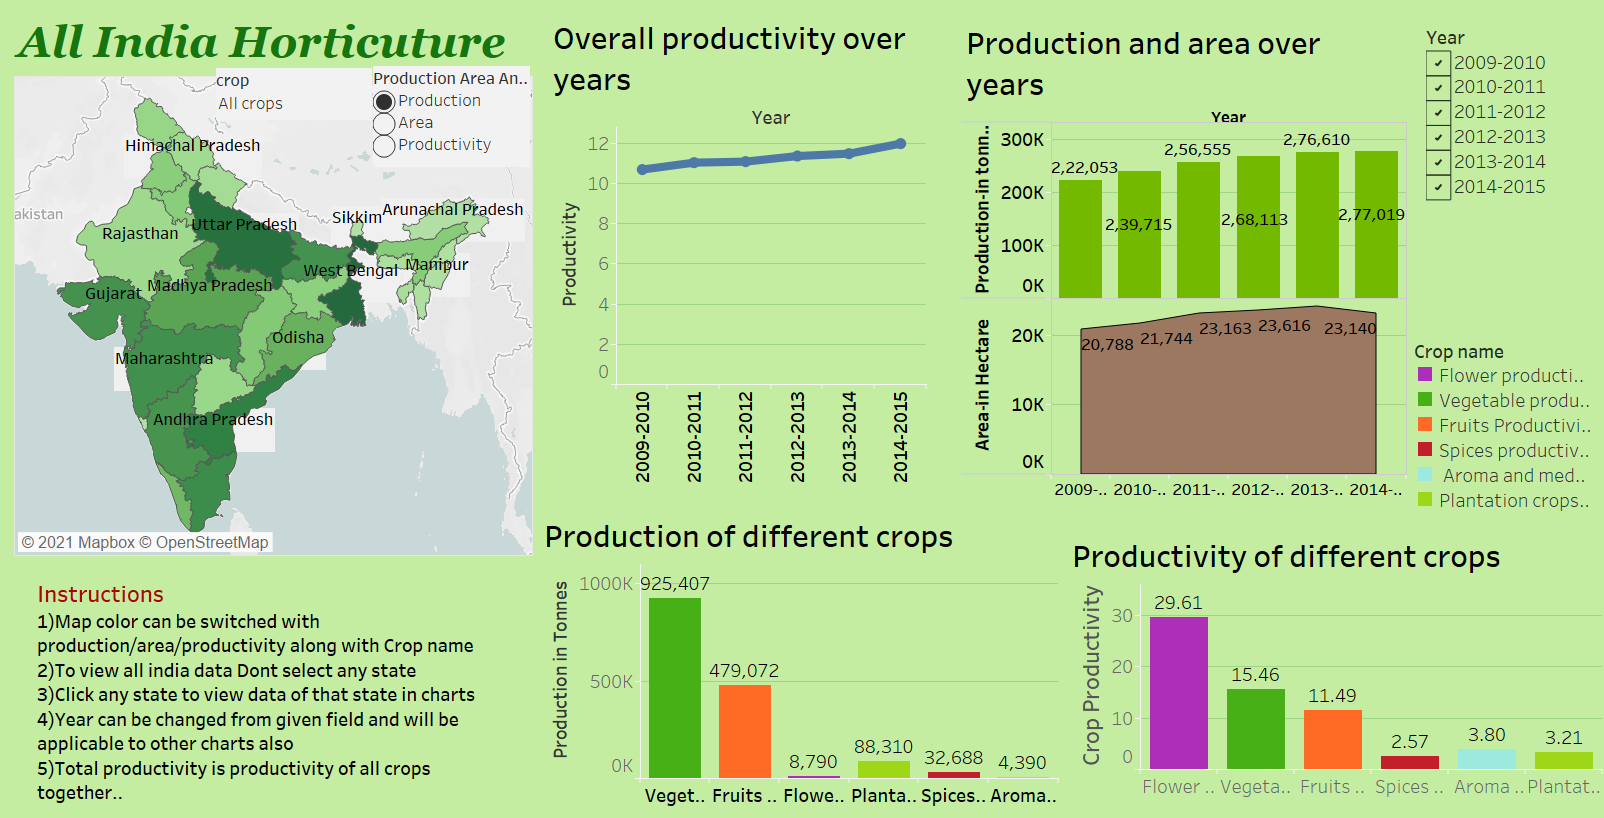 All India Horticuture
crop
All crops
Production Area An..
Production
Area
Productivity
Himachal Pradesh
akistan
Rajasthan
Uttar Pradesh
Sikkim
Arunachal Pradesh
Gujarat
Madhya Pradesh
West Bengal
Manipur
Maharashtra
Odisha
Andhra Pradesh
© 2021 Mapbox © OpenStreetMap
Instructions
1)Map color can be switched with
production/area/productivity along with Crop name
2)To view all india data Dont select any state
3)Click any state to view data of that state in charts
4)Year can be changed from given field and will be
applicable to other charts also
5)Total productivity is productivity of all crops
together..
Overall productivity over
years
Year
Productivity
12
10
8
6
4
2
0
2009-2010
2010-2011
2011-2012
2012-2013
2013-2014
2014-2015
Production and area over
years
Year
Production-in tonn..
300K
200K
100K
0K
2,22,053
2,39,715
2,56,555
2,68,113
2,76,610
2,77,019
Area-in Hectare
20K
10K
0K
20,788
21,744
23,163
23,616
23,140
2009-..
2010-..
2011-..
2012-..
2013-..
2014-..
Year
2009-2010
2010-2011
2011-2012
2012-2013
2013-2014
2014-2015
Crop name
Flower producti..
Vegetable produ..
Fruits Productivi..
Spices productiv..
Aroma and med..
Plantation crops..
Production of different crops
Production in Tonnes
1000K
500K
0K
925,407
479,072
8,790
88,310
32,688
4,390
Veget..
Fruits ..
Flowe..
Planta..
Spices..
Aroma..
Productivity of different crops
Crop Productivity
30
20
10
0
29.61
15.46
11.49
2.57
3.80
3.21
Flower ..
Vegeta..
Fruits ..
Spices ..
Aroma ..
Plantat..